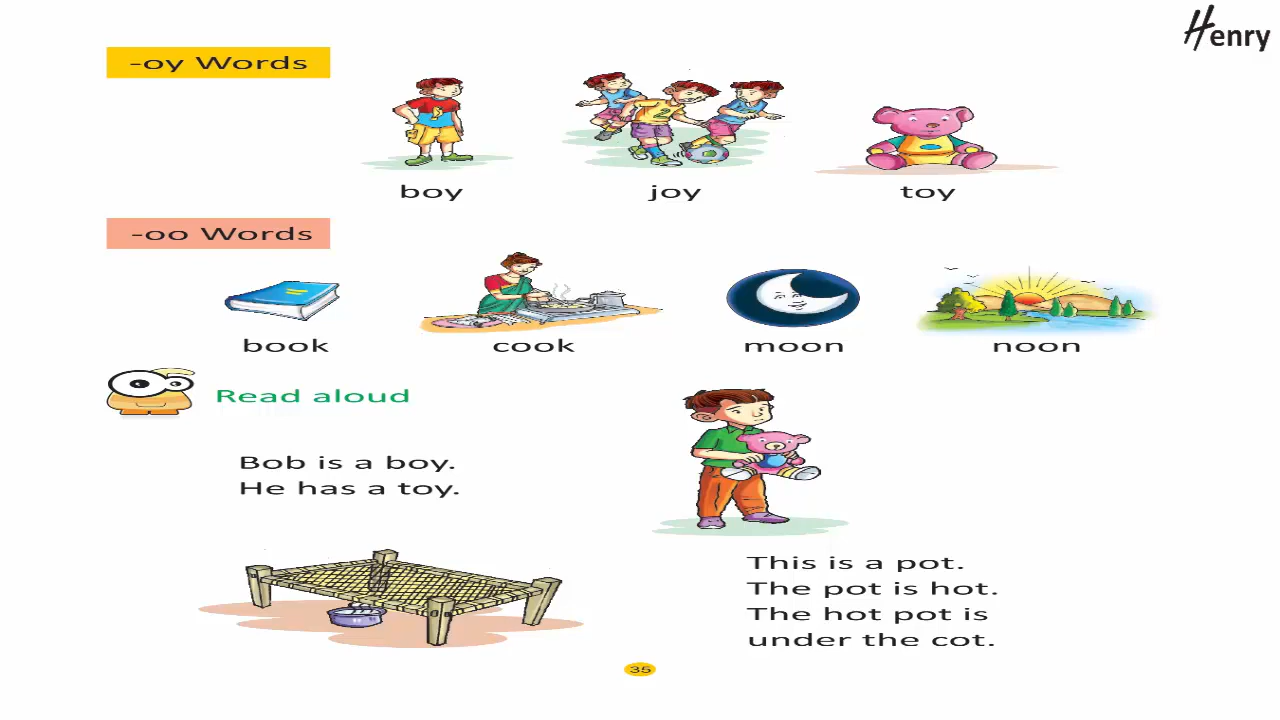 Henry
-oy Words
boy joy toy
-oo Words
book cook moon noon
Read aloud
Bob is a boy.
He has a toy.
This is a pot.
The pot is hot.
The hot pot is
under the cot.
35